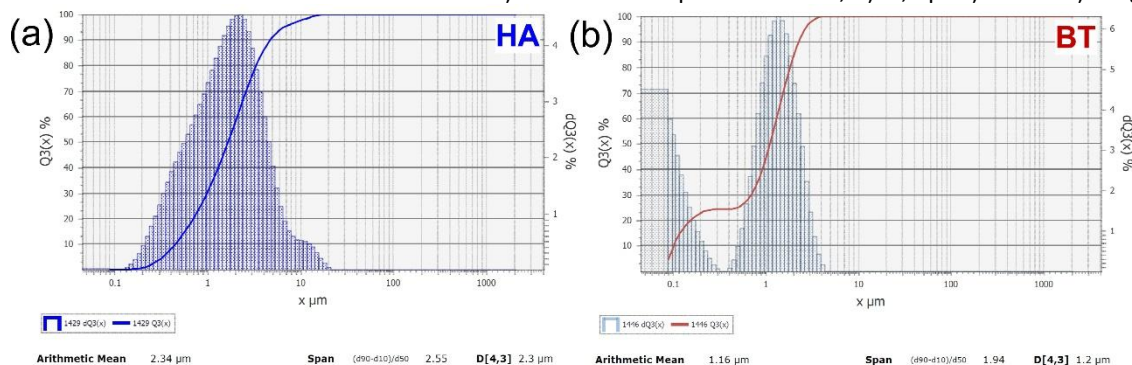 (a)
HA
100
90
80
70
60
50
40
30
20
10
Q3(x) %
4
3
2
1
dQ3(x) %
0.1 1 10 100 1000
x µm
1429 dQ3(x) 1429 Q3(x)
Arithmetic Mean 2.34 µm Span (d90-d10)/d50 2.55 D[4,3] 2.3 µm
(b)
BT
100
90
80
70
60
50
40
30
20
10
Q3(x) %
6
5
4
3
2
1
dQ3(x) %
0.1 1 10 100 1000
x µm
1446 dQ3(x) 1446 Q3(x)
Arithmetic Mean 1.16 µm Span (d90-d10)/d50 1.94 D[4,3] 1.2 µm